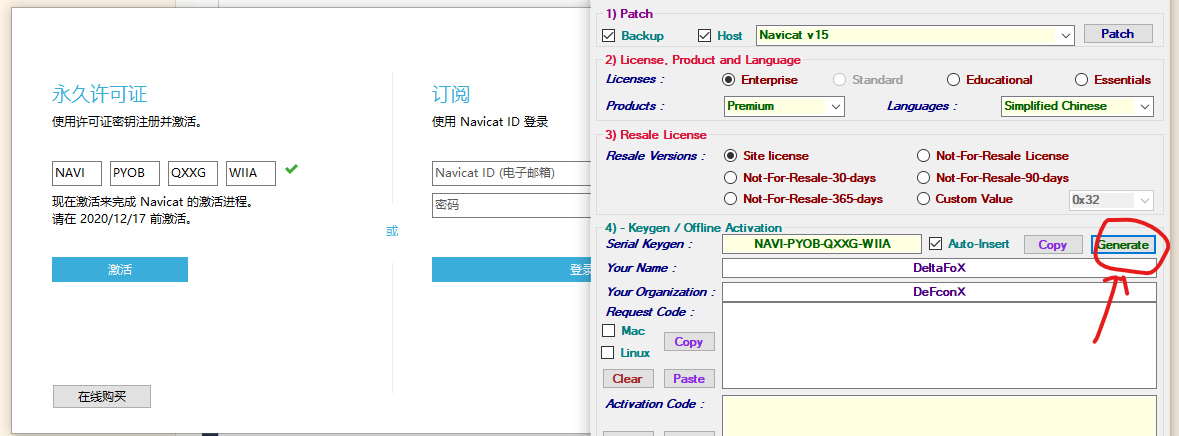 永久许可证
使用许可证密钥注册并激活。
NAVI PYOB QXXG WIIA
现在激活来完成 Navicat 的激活进程。
请在 2020/12/17 前激活。
激活
在线购买
或
订阅
使用 Navicat ID 登录
Navicat ID (电子邮箱)
密码
登录
1) Patch
Backup Host Navicat v15 Patch
2) License, Product and Language
Licenses : Enterprise Standard Educational Essentials
Products : Premium Languages : Simplified Chinese
3) Resale License
Resale Versions : Site license Not-For-Resale License
Not-For-Resale-30-days Not-For-Resale-90-days
Not-For-Resale-365-days Custom Value 0x32
4) - Keygen / Offline Activation
Serial Keygen : NAVI-PYOB-QXXG-WIIA Auto-Insert Copy Generate
Your Name : DeltaFoX
Your Organization : DeFconX
Request Code :
Mac
Copy
Linux
Clear Paste
Activation Code :